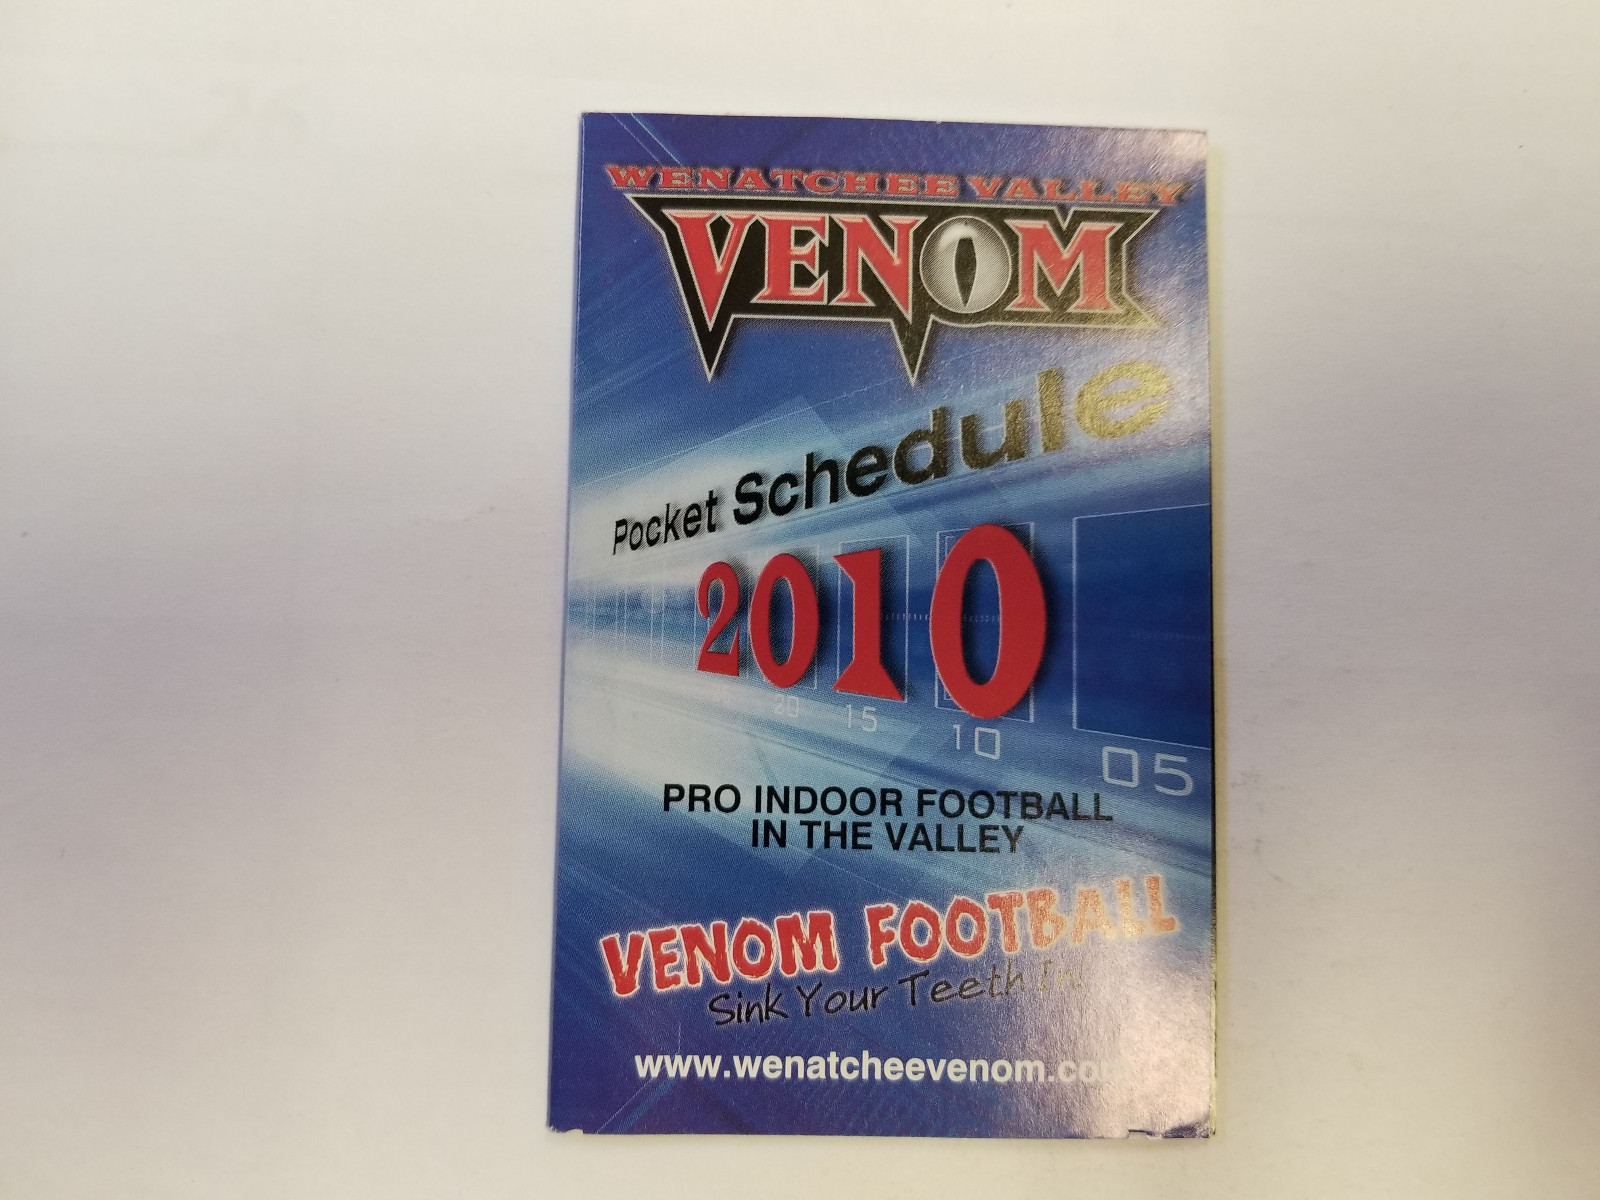 WENATCHEE VALLEY
VENOM
Pocket Schedule
2010
20 15 10 05
PRO INDOOR FOOTBALL
IN THE VALLEY
VENOM FOOTBALL
Sink Your Teeth In!
www.wenatcheevenom.com